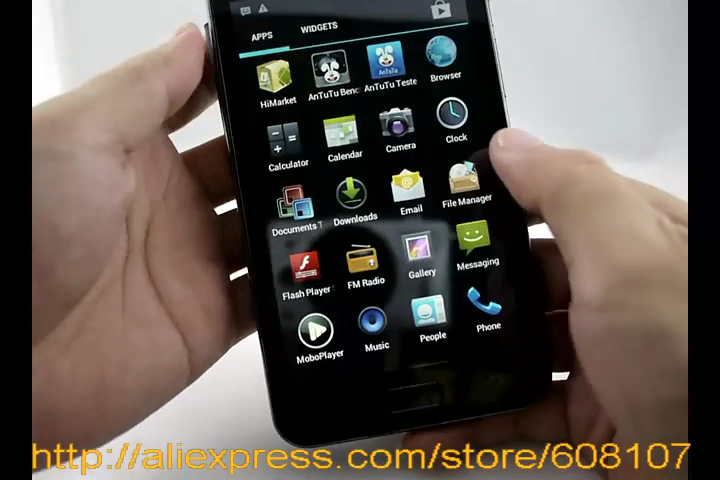 APPS WIDGETS
HiMarket AnTuTu Benc AnTuTu Teste Browser
Calculator Calendar Camera Clock
Documents T Downloads Email File Manager
Flash Player FM Radio Gallery Messaging
MoboPlayer Music People Phone
http://aliexpress.com/store/608107